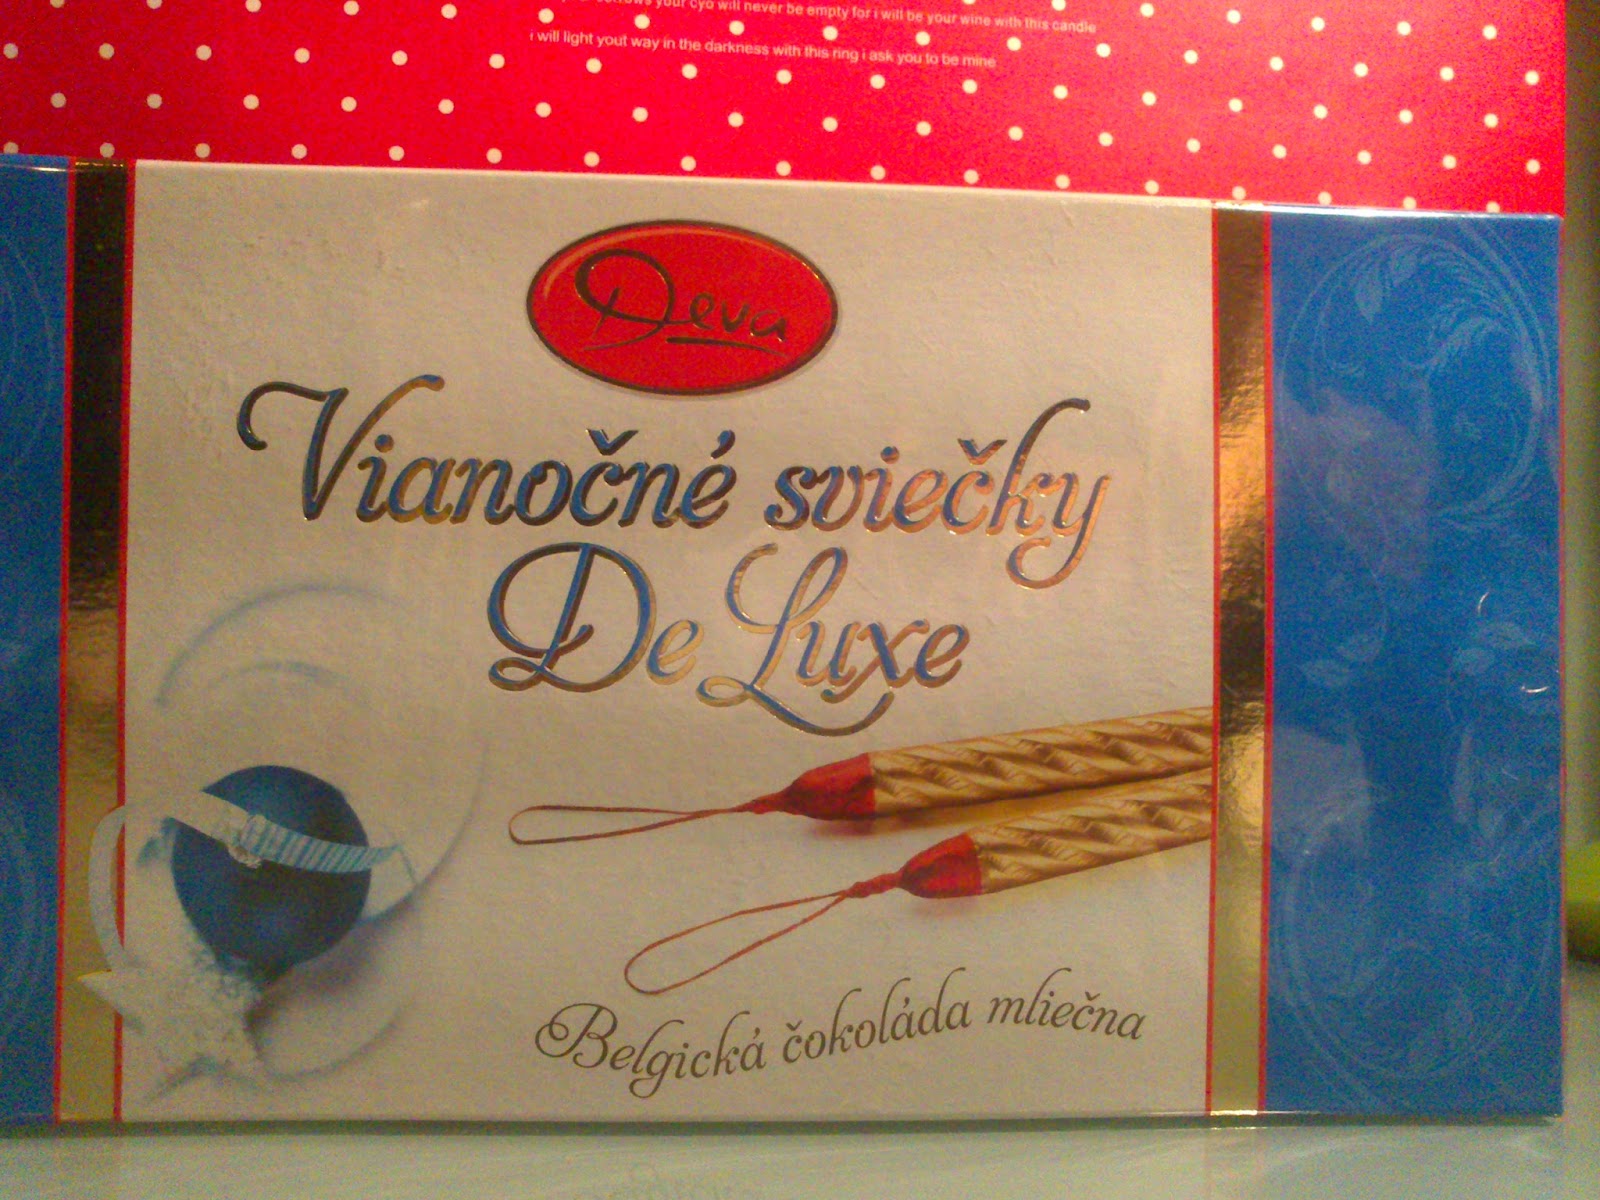 your cyo will never be empty for i will be your wine with this candle
i will light yout way in the darkness with this ring i ask you to be mine
Deva
Vianočné sviečky
De Luxe
Belgická čokoláda mliečna